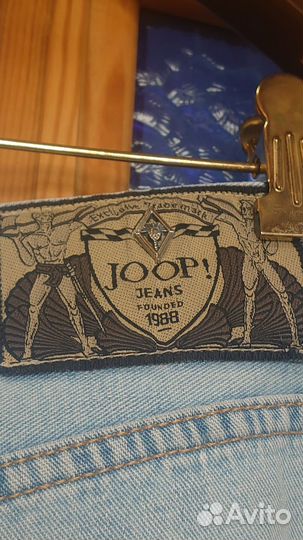 Exclusive Trademark
JOOP!
JEANS
FOUNDED
1988
Avito